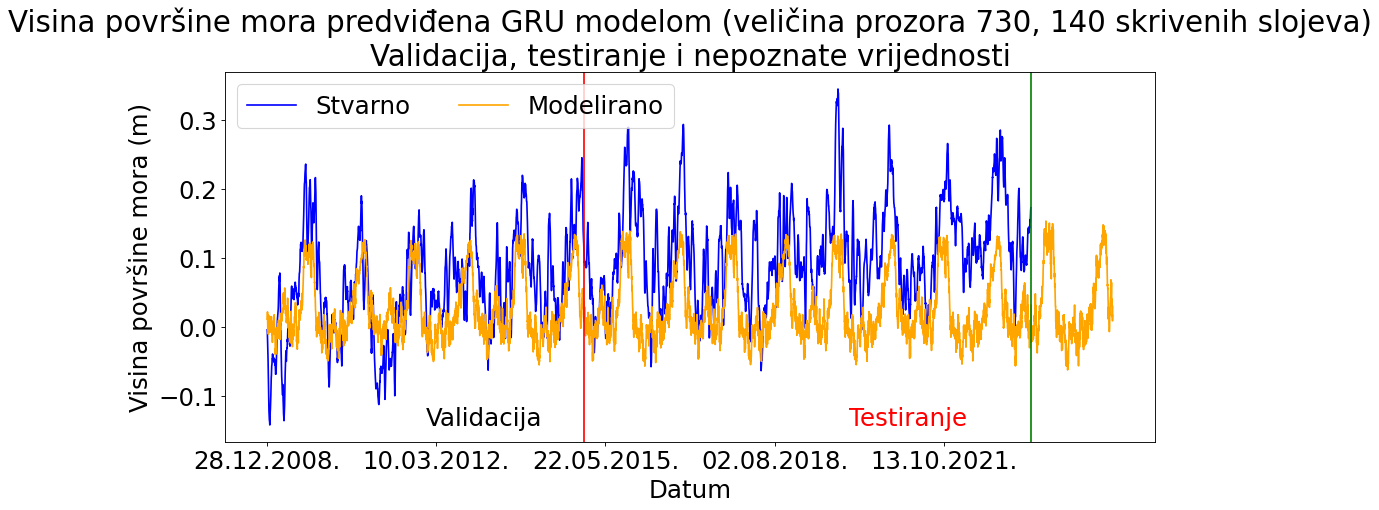 Visina površine mora predviđena GRU modelom (veličina prozora 730, 140 skrivenih slojeva)
Validacija, testiranje i nepoznate vrijednosti
Stvarno
Modelirano
Visina površine mora (m)
0.3
0.2
0.1
0.0
−0.1
Validacija
Testiranje
28.12.2008.
10.03.2012.
22.05.2015.
02.08.2018.
13.10.2021.
Datum